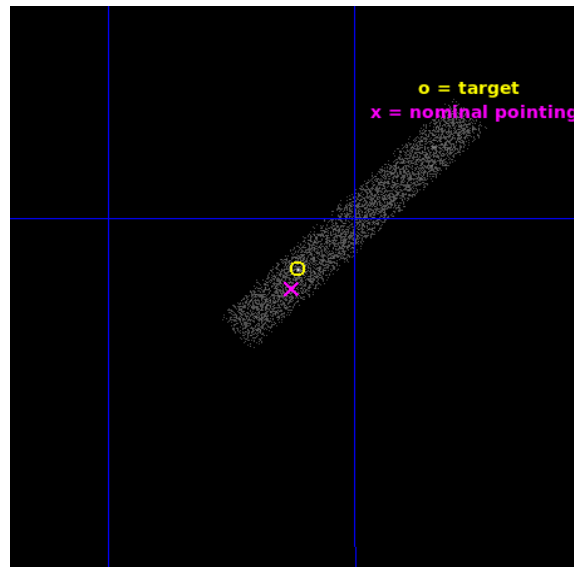 o = target
x = nominal pointing